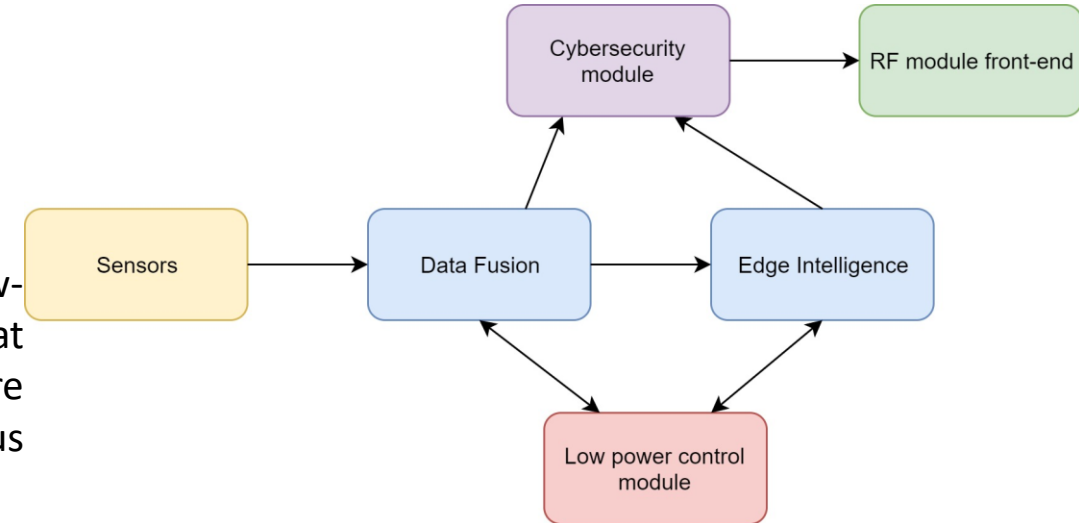 Cybersecurity
module
RF module front-end
Sensors
Data Fusion
Edge Intelligence
Low power control
module